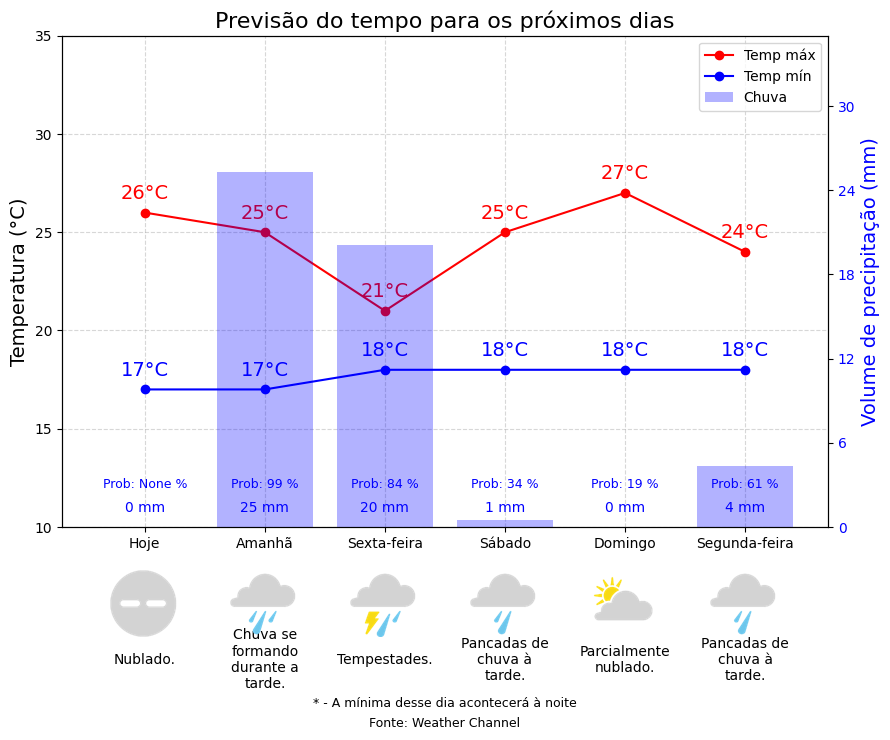 Previsão do tempo para os próximos dias
35
30
25
20
15
10
Temperatura (°C)
Temp máx
Temp mín
Chuva
30
24
18
12
6
0
Volume de precipitação (mm)
26°C
25°C
21°C
25°C
27°C
24°C
17°C
17°C
18°C
18°C
18°C
18°C
Prob: None %
Prob: 99 %
Prob: 84 %
Prob: 34 %
Prob: 19 %
Prob: 61 %
0 mm
25 mm
20 mm
1 mm
0 mm
4 mm
Hoje
Amanhã
Sexta-feira
Sábado
Domingo
Segunda-feira
Nublado.
Chuva se
formando
durante a
tarde.
Tempestades.
Pancadas de
chuva à
tarde.
Parcialmente
nublado.
Pancadas de
chuva à
tarde.
* - A mínima desse dia acontecerá à noite
Fonte: Weather Channel